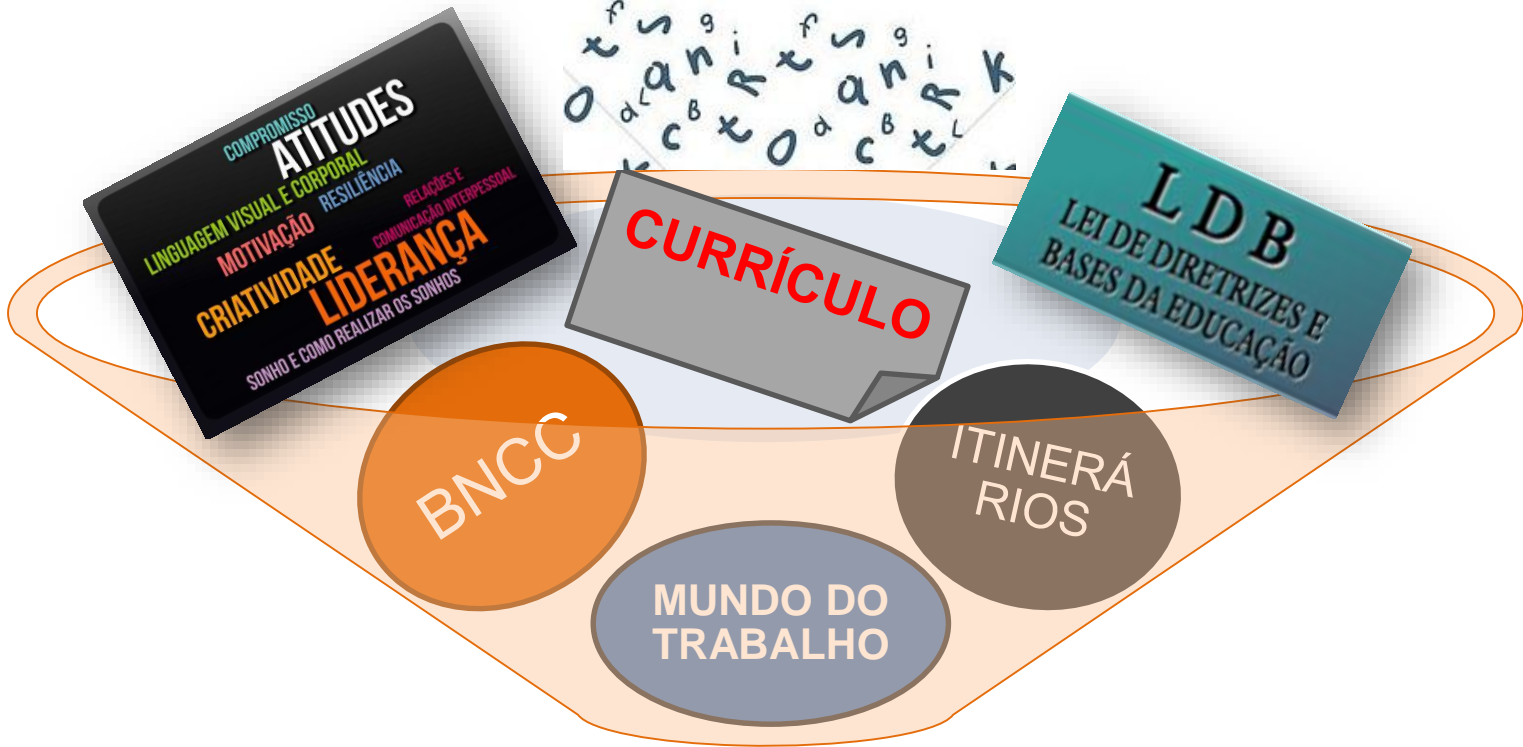 f s g f s g
t a n i t a n i K
O d L R O d R
c B t c B t L
COMPROMISSO
ATITUDES
LINGUAGEM VISUAL E CORPORAL
RESILIÊNCIA
RELAÇÕES E
COMUNICAÇÃO INTERPESSOAL
MOTIVAÇÃO
CRIATIVIDADE
LIDERANÇA
SONHO E COMO REALIZAR OS SONHOS
CURRÍCULO
L D B
LEI DE DIRETRIZES E
BASES DA EDUCAÇÃO
BNCC
ITINERÁ
RIOS
MUNDO DO
TRABALHO